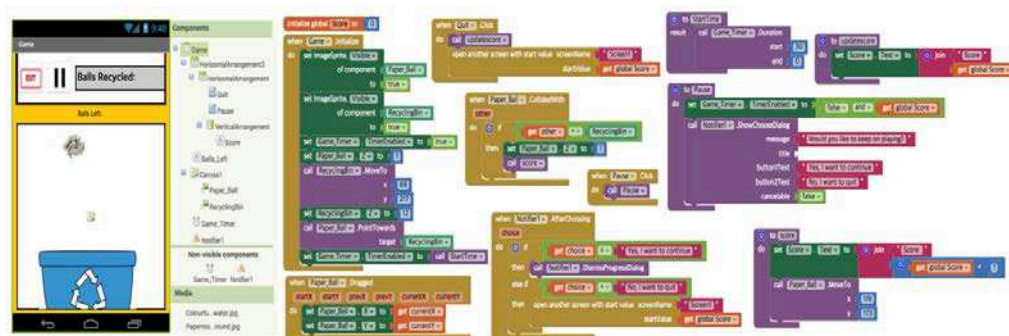 9:48
Game
EXIT
Balls Recycled:
Balls Left:
Components
Game
HorizontalArrangement3
HorizontalArrangement
Quit
Pause
VerticalArrangement
Score
Balls_Left
Canvas1
Paper_Ball
RecyclingBin
Game_Timer
Notifier1
Non-visible components
Game_Timer Notifier1
Media
Colourfu...water.jpg
initialize global Score to 0
when Game .Initialize
do set ImageSprite. Visible
of component Paper_Ball
to true
set ImageSprite. Visible
of component RecyclingBin
to true
set Game_Timer . TimerEnabled to true
set Paper_Ball . Z to 1
call RecyclingBin .MoveTo
x
y
set RecyclingBin . Z to
call Paper_Ball .PointTowards
target RecyclingBin
set Game_Timer . TimerEnabled to call StartTime
when Paper_Ball .Dragged
startX startY prevX prevY currentX currentY
do set Paper_Ball . X to get currentX
set Paper_Ball . Y to get currentY
when Quit .Click
do call updatescore
open another screen with start value screenName Screen1
startValue get global Score
when Paper_Ball .CollidedWith
other
do if get other = RecyclingBin
then set Paper_Ball . Z to
call score
when Pause .Click
do call Pause
when Notifier1 .AfterChoosing
choice
do if get choice = Yes, I want to continue
then call Notifier1 .DismissProgressDialog
else if get choice = No, I want to quit
then open another screen with start value screenName Screen1
startValue get global Score
to StartTime
result call Game_Timer .Duration
start
end
to updatescore
do set Score . Text to join Score
get global Score
to Pause
do set Game_Timer . TimerEnabled to false and get global Score
call Notifier1 .ShowChooseDialog
message Would you like to keep on playing?
title
button1Text Yes, I want to continue
button2Text No, I want to quit
cancelable false
to score
do set Score . Text to join Score
get global Score + 1
call Paper_Ball .MoveTo
x
y